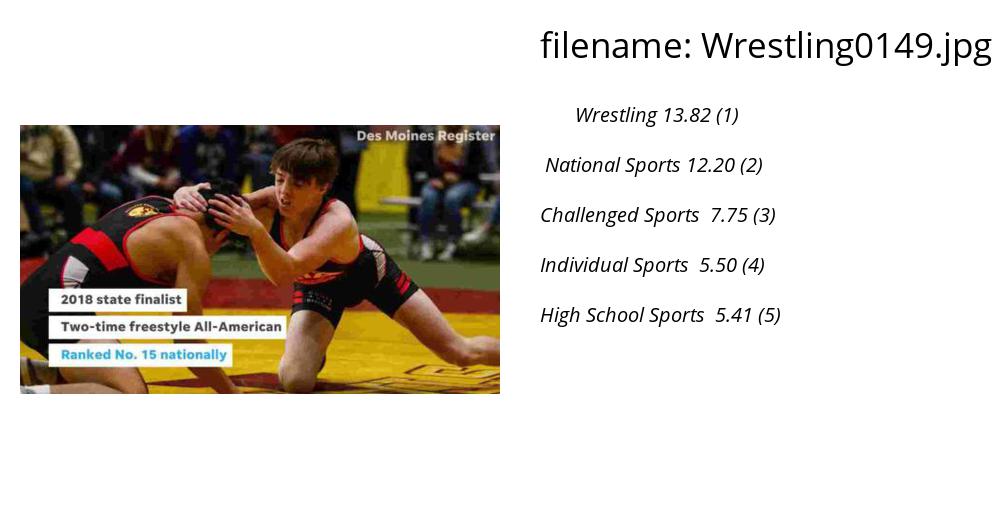 filename: Wrestling0149.jpg
Wrestling 13.82 (1)
National Sports 12.20 (2)
Challenged Sports 7.75 (3)
Individual Sports 5.50 (4)
High School Sports 5.41 (5)
Des Moines Register
2018 state finalist
Two-time freestyle All-American
Ranked No. 15 nationally